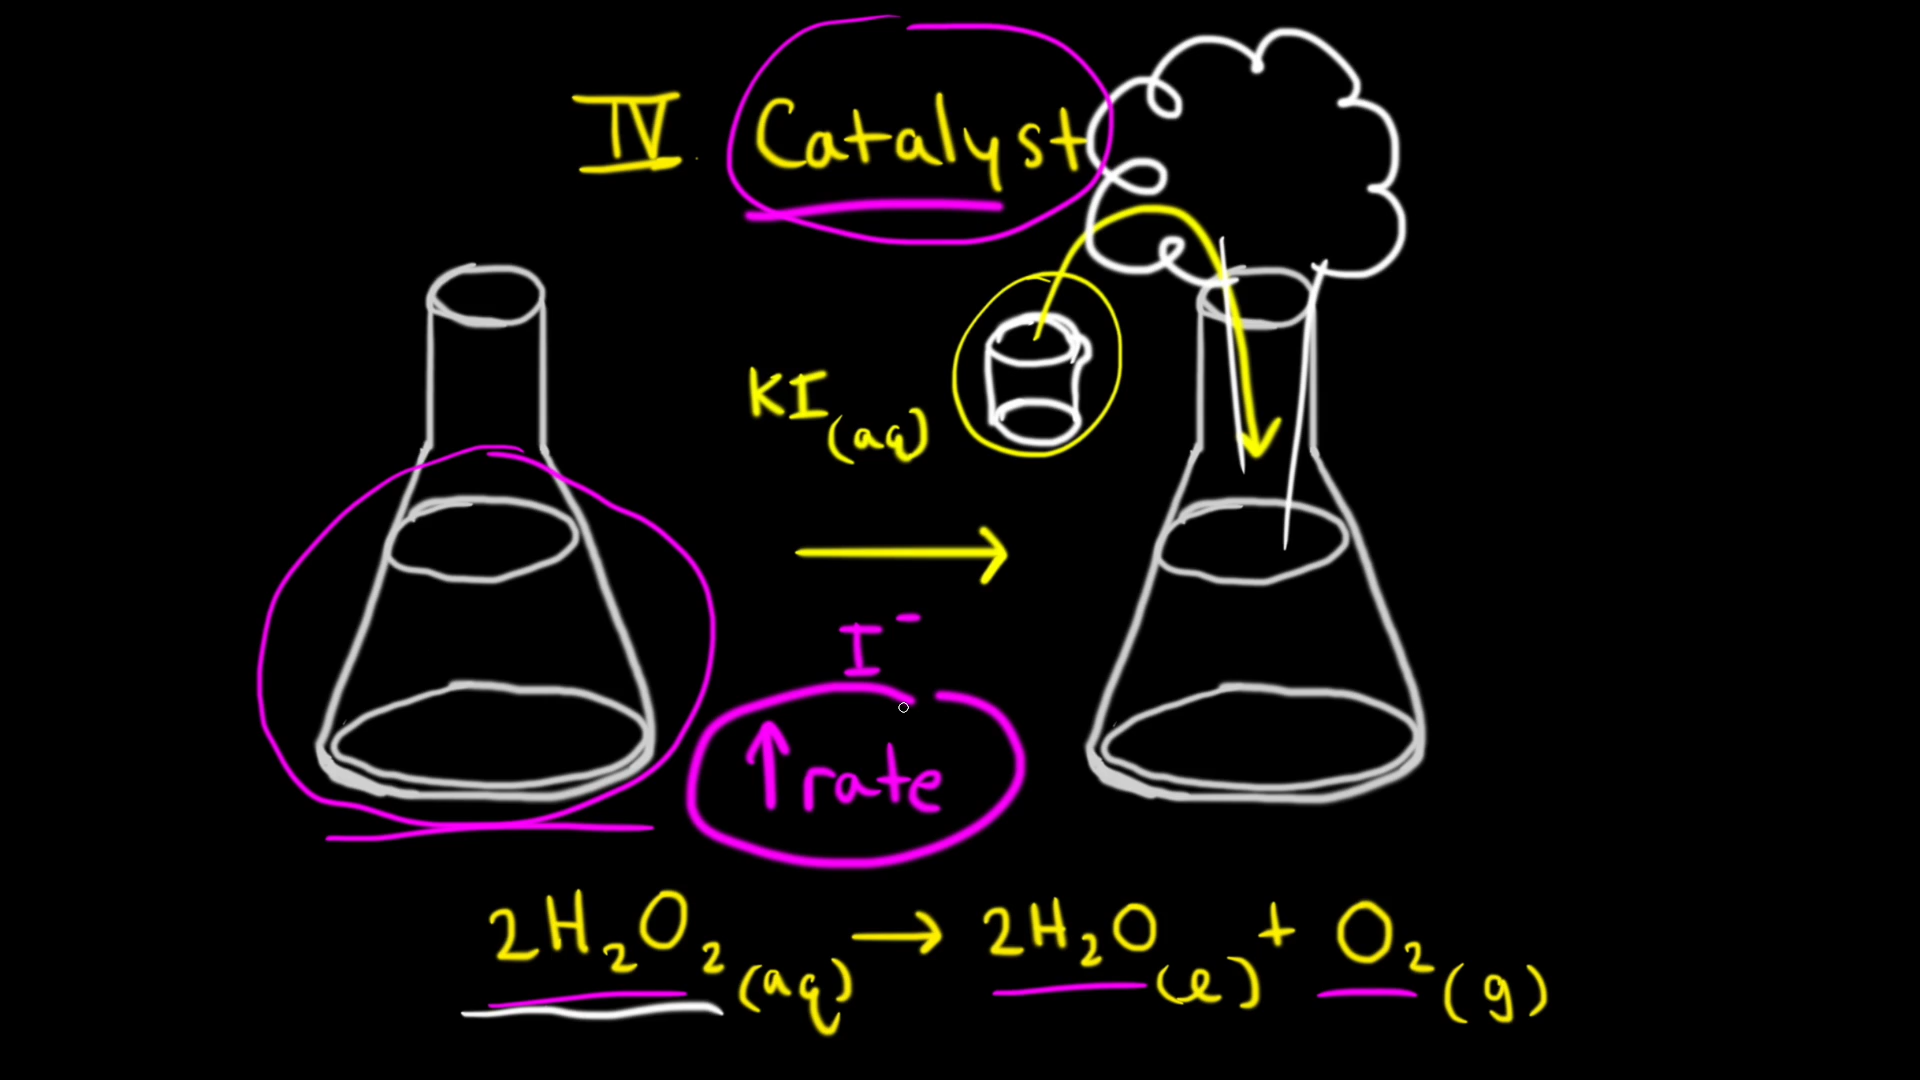 IV. Catalyst
KI(aq)
I⁻
↑ rate
2H₂O₂(aq) → 2H₂O(l) + O₂(g)